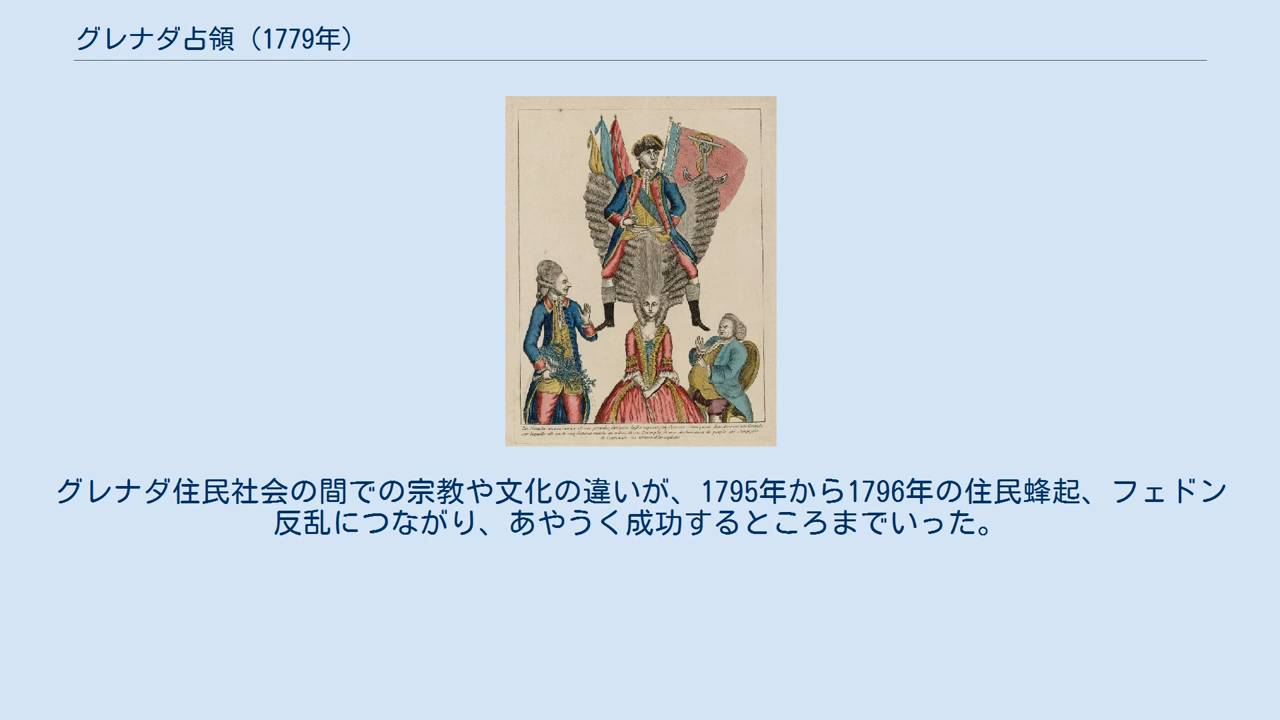 グレナダ占領（1779年）
グレナダ住民社会の間での宗教や文化の違いが、1795年から1796年の住民蜂起、フェドン
反乱につながり、あやうく成功するところまでいった。